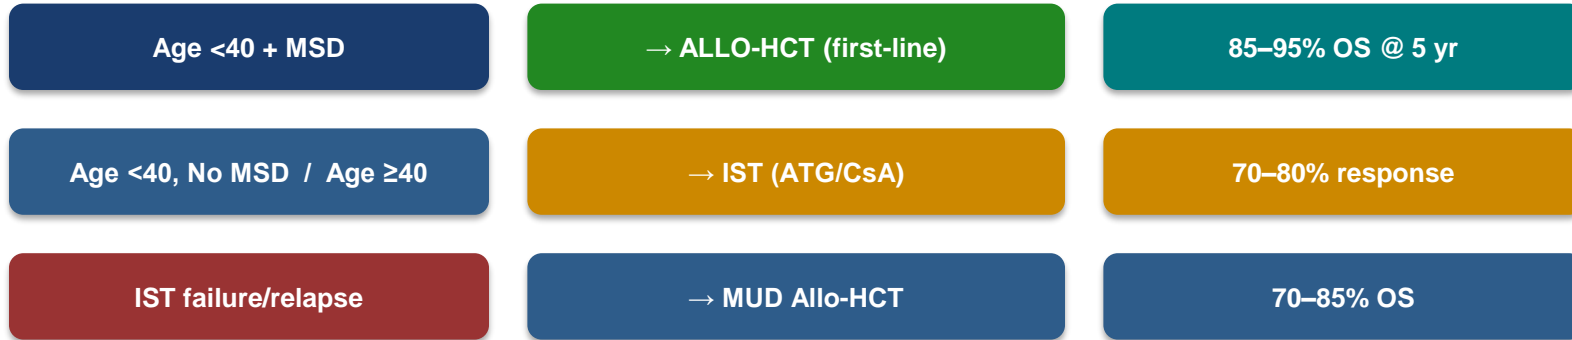 Age <40 + MSD
→ ALLO-HCT (first-line)
85–95% OS @ 5 yr
Age <40, No MSD / Age ≥40
→ IST (ATG/CsA)
70–80% response
IST failure/relapse
→ MUD Allo-HCT
70–85% OS